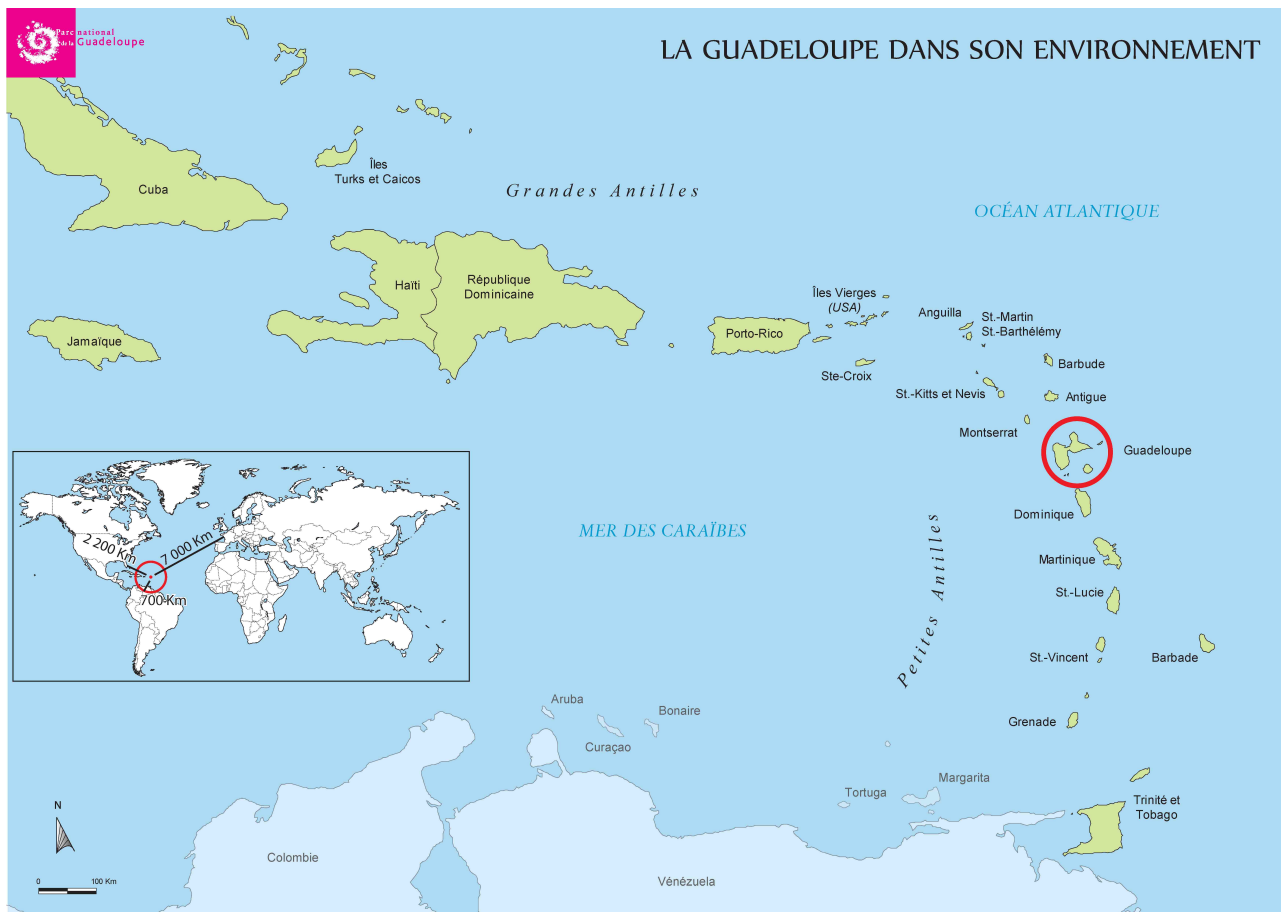 Parc national
de la Guadeloupe
LA GUADELOUPE DANS SON ENVIRONNEMENT
Îles
Turks et Caicos
Cuba
Grandes Antilles
OCÉAN ATLANTIQUE
Haïti
République
Dominicaine
Îles Vierges
(USA)
Anguilla
St.-Martin
St.-Barthélémy
Jamaïque
Porto-Rico
Ste-Croix
Barbude
St.-Kitts et Nevis
Antigue
Montserrat
Guadeloupe
Dominique
MER DES CARAÏBES
Petites Antilles
Martinique
St.-Lucie
St.-Vincent
Barbade
Grenade
2 200 Km
7 000 Km
700 Km
Aruba
Bonaire
Curaçao
Margarita
Tortuga
Trinité et
Tobago
N
Colombie
Vénézuela
0 100 Km